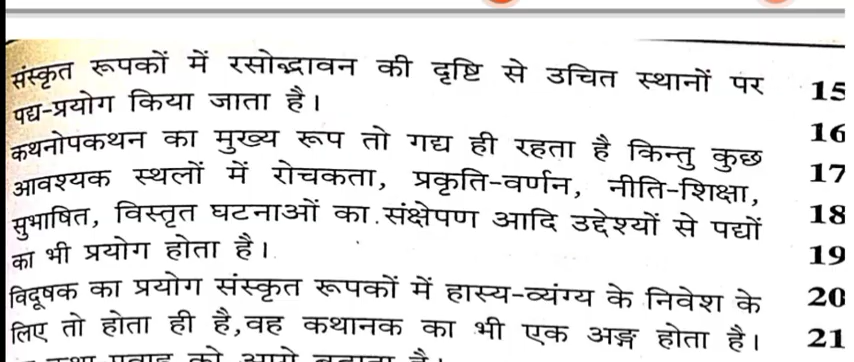 संस्कृत रूपकों में रसोद्भावन की दृष्टि से उचित स्थानों पर 15
पद्य-प्रयोग किया जाता है।
कथनोपकथन का मुख्य रूप तो गद्य ही रहता है किन्तु कुछ 16
आवश्यक स्थलों में रोचकता, प्रकृति-वर्णन, नीति-शिक्षा, 17
सुभाषित, विस्तृत घटनाओं का संक्षेपण आदि उद्देश्यों से पद्यों 18
का भी प्रयोग होता है। 19
विदूषक का प्रयोग संस्कृत रूपकों में हास्य-व्यंग्य के निवेश के 20
लिए तो होता ही है, वह कथानक का भी एक अङ्ग होता है। 21